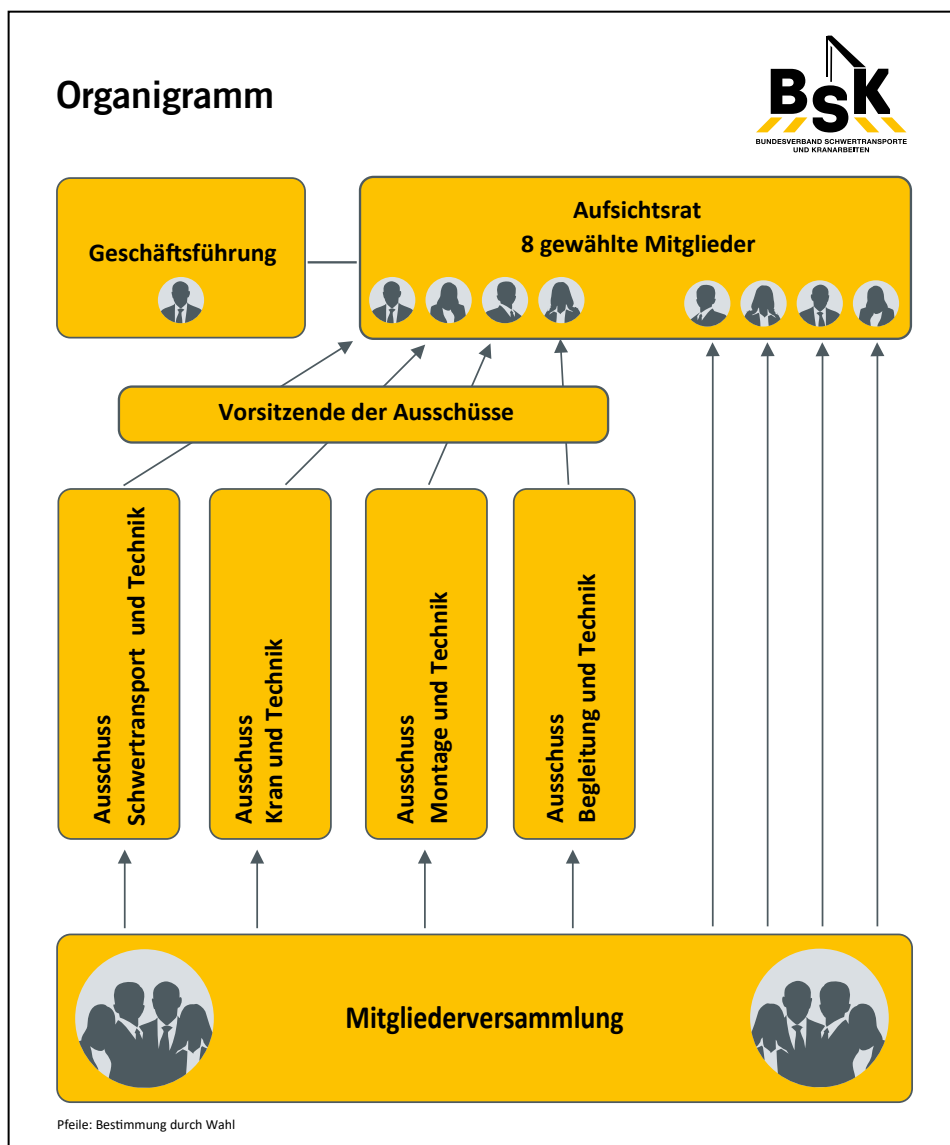 Organigramm
BSK
BUNDESVERBAND SCHWERTRANSPORTE
UND KRANARBEITEN
Geschäftsführung
Aufsichtsrat
8 gewählte Mitglieder
Vorsitzende der Ausschüsse
Ausschuss
Schwertransport und Technik
Ausschuss
Kran und Technik
Ausschuss
Montage und Technik
Ausschuss
Begleitung und Technik
Mitgliederversammlung
Pfeile: Bestimmung durch Wahl